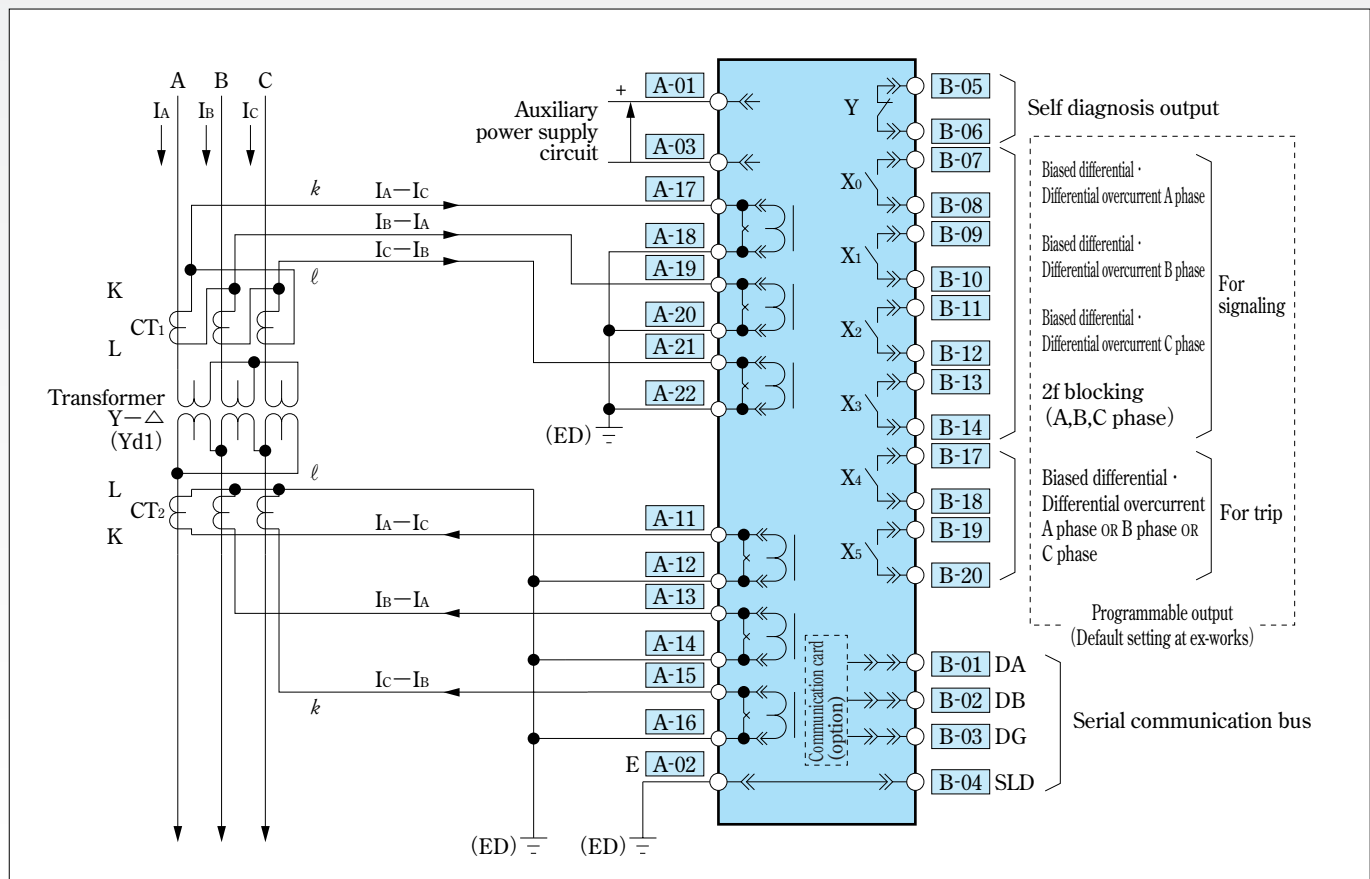 A B C
IA IB IC
Auxiliary
power supply
circuit
+
A-01
A-03
k
IA—IC
A-17
IB—IA
A-18
IC—IB
A-19
ℓ
A-20
A-21
A-22
(ED)
K
CT1
L
Transformer
Y—△
(Yd1)
ℓ
L
CT2
K
IA—IC
A-11
A-12
IB—IA
A-13
A-14
IC—IB
A-15
k
A-16
E A-02
(ED)
(ED)
Y
X0
X1
X2
X3
X4
X5
Communication card
(option)
B-05
B-06
Self diagnosis output
B-07
B-08
B-09
B-10
B-11
B-12
B-13
B-14
B-17
B-18
B-19
B-20
Biased differential・
Differential overcurrent A phase
Biased differential・
Differential overcurrent B phase
Biased differential・
Differential overcurrent C phase
2f blocking
(A,B,C phase)
For
signaling
Biased differential・
Differential overcurrent
A phase OR B phase OR
C phase
For trip
Programmable output
(Default setting at ex-works)
B-01 DA
B-02 DB
B-03 DG
B-04 SLD
Serial communication bus